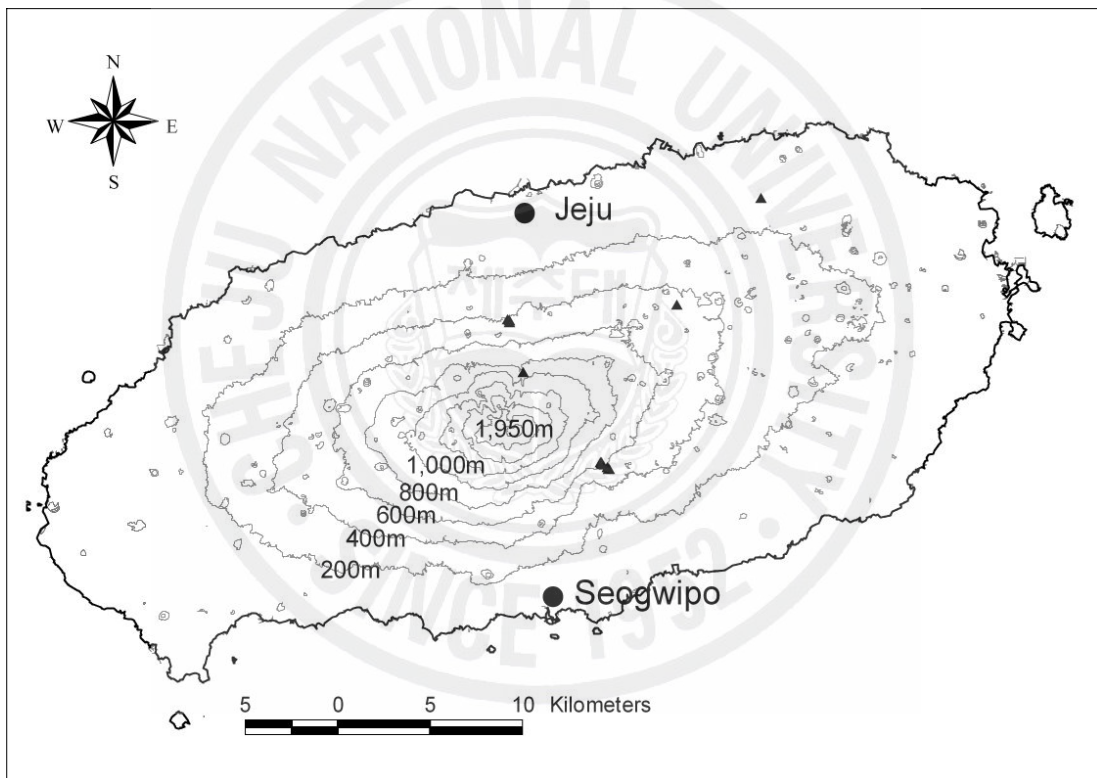 N
W E
S
CHEJU NATIONAL UNIVERSITY
Jeju
1,950m
1,000m
800m
600m
400m
200m
Seogwipo
SINCE 1952
5 0 5 10 Kilometers